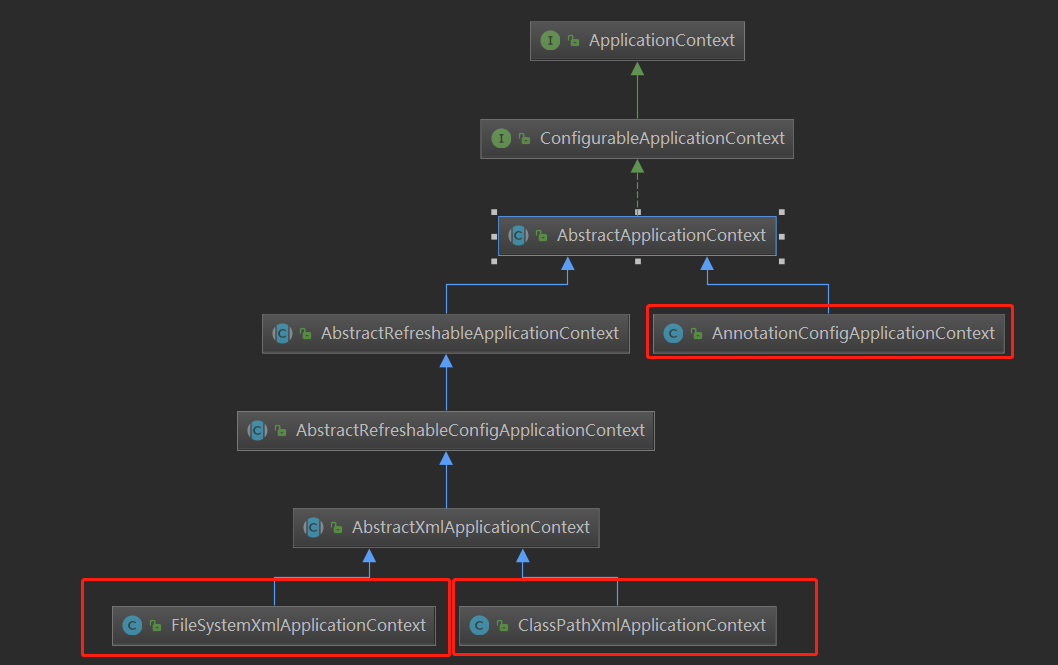 ApplicationContext
ConfigurableApplicationContext
AbstractApplicationContext
AbstractRefreshableApplicationContext
AnnotationConfigApplicationContext
AbstractRefreshableConfigApplicationContext
AbstractXmlApplicationContext
FileSystemXmlApplicationContext
ClassPathXmlApplicationContext